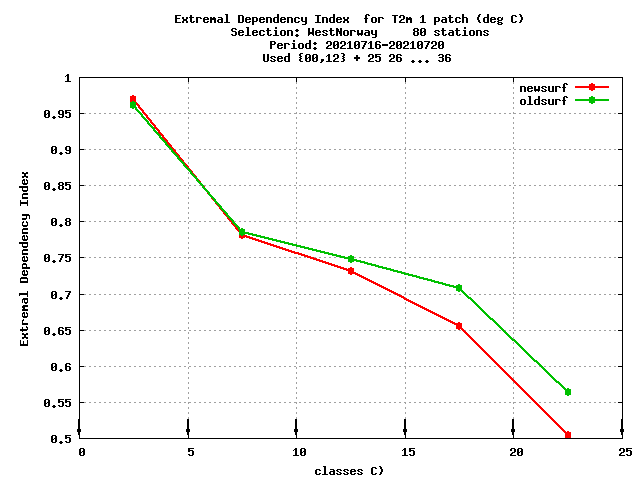 Extremal Dependency Index  for T2m 1 patch (deg C)
Selection: WestNorway     80 stations
Period: 20210716-20210720
Used {00,12} + 25 26 ... 36
newsurf
oldsurf
1
0.95
0.9
0.85
0.8
0.75
0.7
0.65
0.6
0.55
0.5
Extremal Dependency Index
0 5 10 15 20 25
classes C)